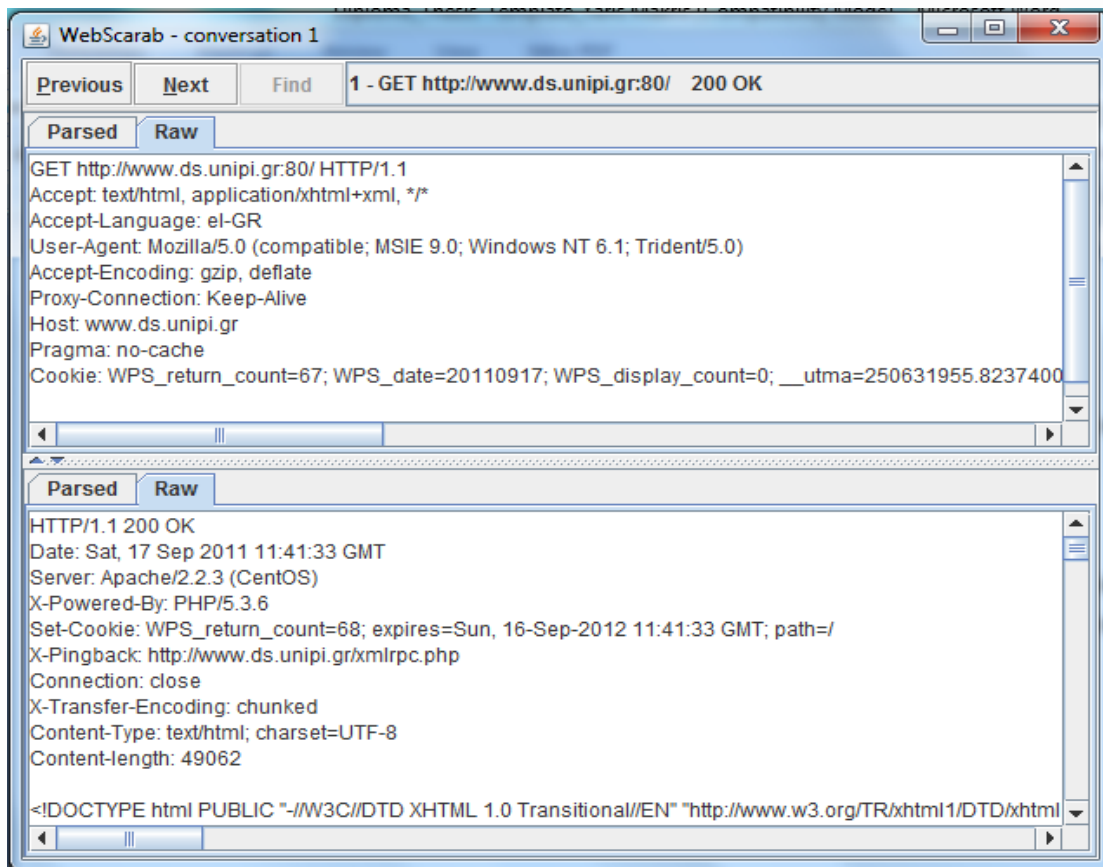 WebScarab - conversation 1
Previous Next Find 1 - GET http://www.ds.unipi.gr:80/ 200 OK
Parsed Raw
GET http://www.ds.unipi.gr:80/ HTTP/1.1
Accept: text/html, application/xhtml+xml, */*
Accept-Language: el-GR
User-Agent: Mozilla/5.0 (compatible; MSIE 9.0; Windows NT 6.1; Trident/5.0)
Accept-Encoding: gzip, deflate
Proxy-Connection: Keep-Alive
Host: www.ds.unipi.gr
Pragma: no-cache
Cookie: WPS_return_count=67; WPS_date=20110917; WPS_display_count=0; __utma=250631955.8237400
Parsed Raw
HTTP/1.1 200 OK
Date: Sat, 17 Sep 2011 11:41:33 GMT
Server: Apache/2.2.3 (CentOS)
X-Powered-By: PHP/5.3.6
Set-Cookie: WPS_return_count=68; expires=Sun, 16-Sep-2012 11:41:33 GMT; path=/
X-Pingback: http://www.ds.unipi.gr/xmlrpc.php
Connection: close
X-Transfer-Encoding: chunked
Content-Type: text/html; charset=UTF-8
Content-length: 49062
<!DOCTYPE html PUBLIC "-//W3C//DTD XHTML 1.0 Transitional//EN" "http://www.w3.org/TR/xhtml1/DTD/xhtml